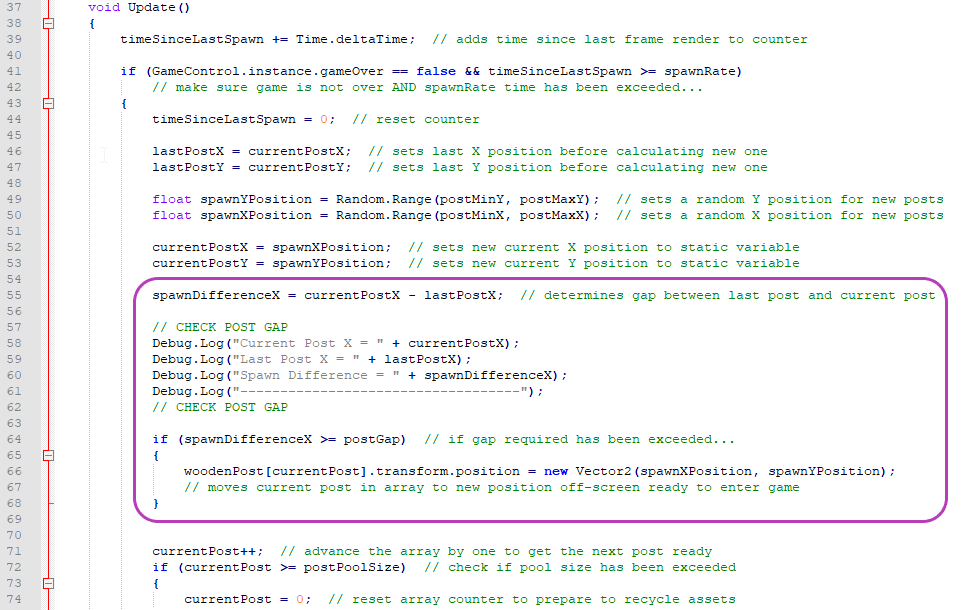 37 void Update()
38 {
39 timeSinceLastSpawn += Time.deltaTime;  // adds time since last frame render to counter
40
41 if (GameControl.instance.gameOver == false && timeSinceLastSpawn >= spawnRate)
42 // make sure game is not over AND spawnRate time has been exceeded...
43 {
44 timeSinceLastSpawn = 0;  // reset counter
45
46 lastPostX = currentPostX;  // sets last X position before calculating new one
47 lastPostY = currentPostY;  // sets last Y position before calculating new one
48
49 float spawnYPosition = Random.Range(postMinY, postMaxY);  // sets a random Y position for new posts
50 float spawnXPosition = Random.Range(postMinX, postMaxX);  // sets a random X position for new posts
51
52 currentPostX = spawnXPosition;  // sets new current X position to static variable
53 currentPostY = spawnYPosition;  // sets new current Y position to static variable
54
55 spawnDifferenceX = currentPostX - lastPostX;  // determines gap between last post and current post
56
57 // CHECK POST GAP
58 Debug.Log("Current Post X = " + currentPostX);
59 Debug.Log("Last Post X = " + lastPostX);
60 Debug.Log("Spawn Difference = " + spawnDifferenceX);
61 Debug.Log("-----------------------------------");
62 // CHECK POST GAP
63
64 if (spawnDifferenceX >= postGap)  // if gap required has been exceeded...
65 {
66 woodenPost[currentPost].transform.position = new Vector2(spawnXPosition, spawnYPosition);
67 // moves current post in array to new position off-screen ready to enter game
68 }
69
70
71 currentPost++;  // advance the array by one to get the next post ready
72 if (currentPost >= postPoolSize)  // check if pool size has been exceeded
73 {
74 currentPost = 0;  // reset array counter to prepare to recycle assets